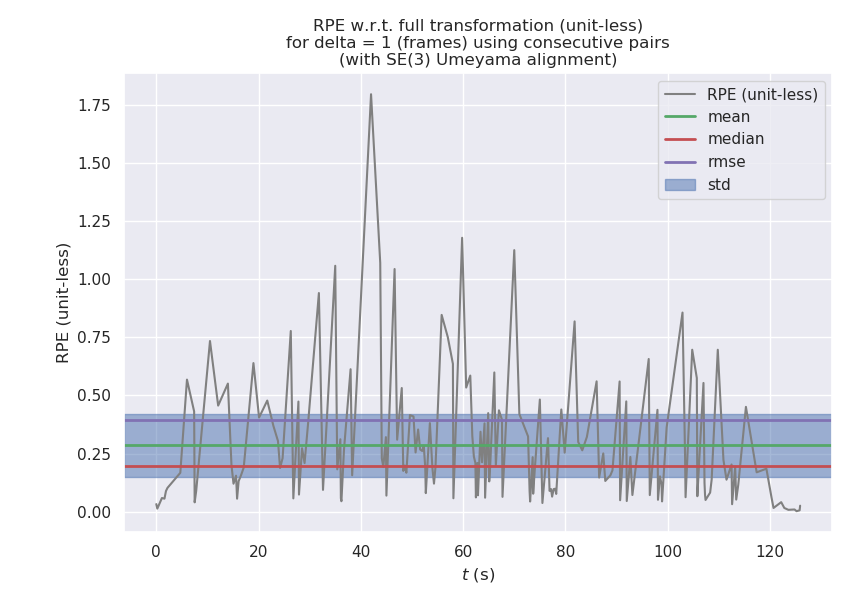 RPE w.r.t. full transformation (unit-less)
for delta = 1 (frames) using consecutive pairs
(with SE(3) Umeyama alignment)
RPE (unit-less)
mean
median
rmse
std
RPE (unit-less)
1.75
1.50
1.25
1.00
0.75
0.50
0.25
0.00
0
20
40
60
80
100
120
t (s)